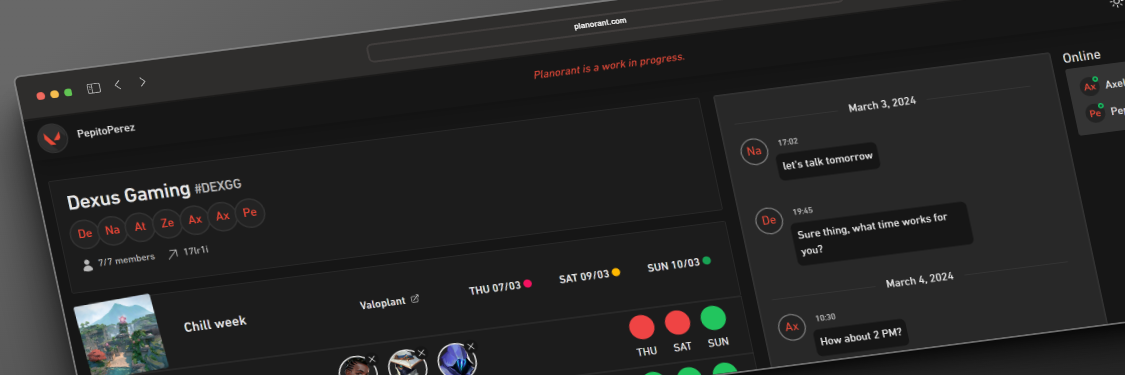 planorant.com
Planorant is a work in progress.
PepitoPerez
Dexus Gaming #DEXGG
De Na At Ze Ax Ax Pe
7/7 members 17lr1i
Chill week
Valoplant
THU 07/03 SAT 09/03 SUN 10/03
THU SAT SUN
March 3, 2024
Na
17:02
let's talk tomorrow
De
19:45
Sure thing, what time works for
you?
March 4, 2024
Ax
10:30
How about 2 PM?
Online
Ax
Pe